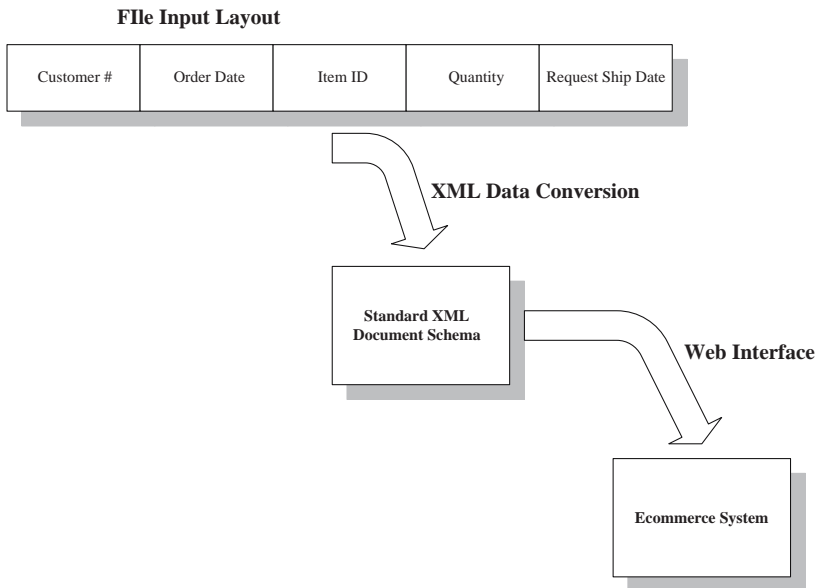 FIle Input Layout
Customer #
Order Date
Item ID
Quantity
Request Ship Date
XML Data Conversion
Standard XML
Document Schema
Web Interface
Ecommerce System